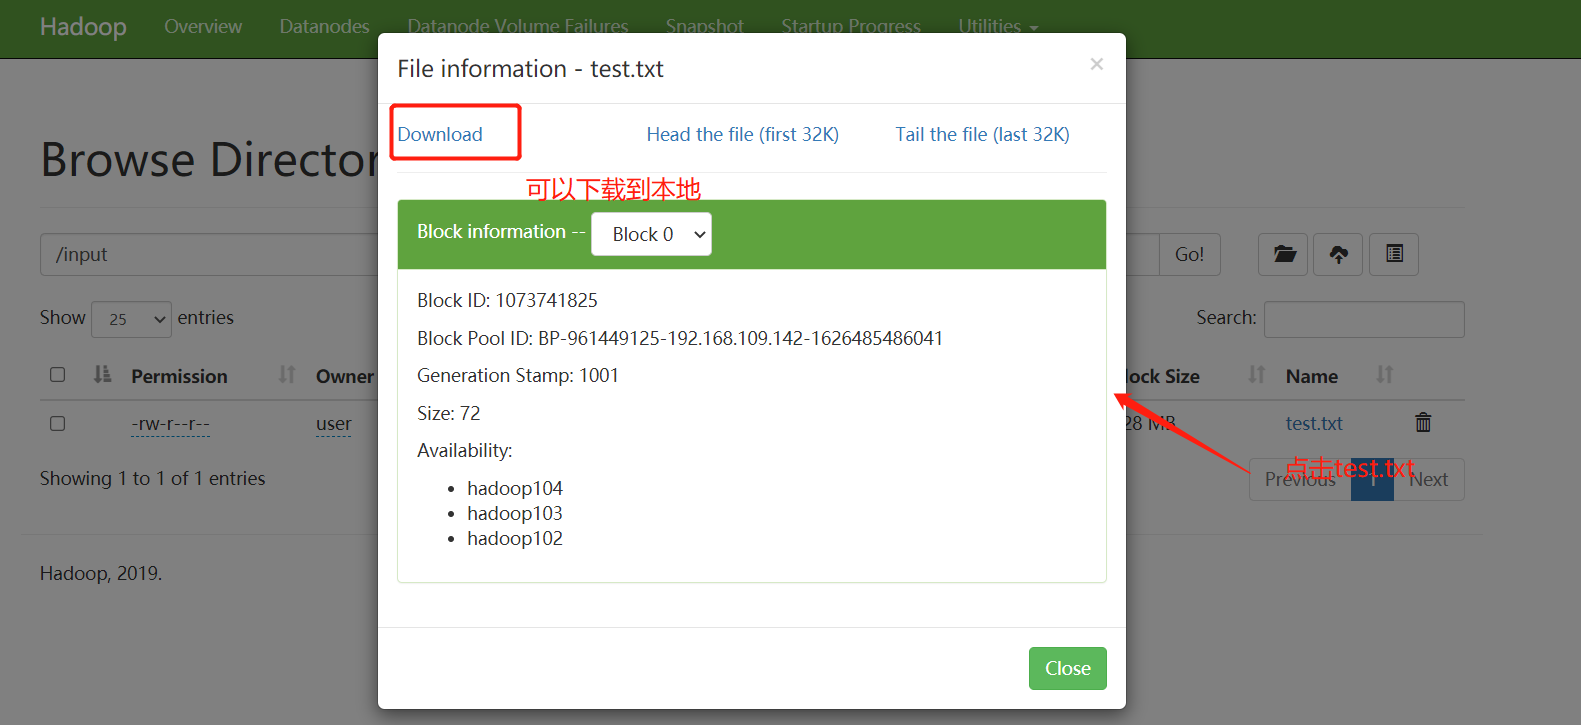 Hadoop Overview Datanodes Datanode Volume Failures Snapshot Startup Progress Utilities
File information - test.txt
×
Download Head the file (first 32K) Tail the file (last 32K)
可以下载到本地
Browse Director
Block information -- Block 0
/input Go!
Show 25 entries Search:
Block ID: 1073741825
Block Pool ID: BP-961449125-192.168.109.142-1626485486041
Generation Stamp: 1001
Size: 72
Availability:
hadoop104
hadoop103
hadoop102
Permission Owner lock Size Name
-rw-r--r-- user 28 MB test.txt
点击test.txt
Showing 1 to 1 of 1 entries Previous 1 Next
Hadoop, 2019.
Close